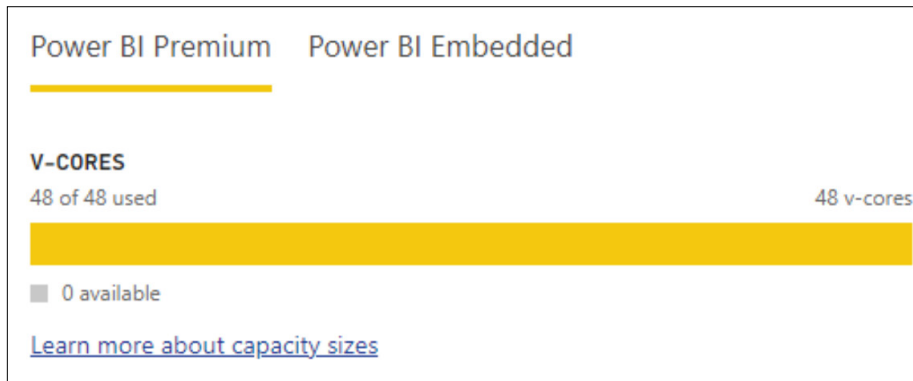 Power BI Premium Power BI Embedded
V-CORES
48 of 48 used 48 v-cores
0 available
Learn more about capacity sizes